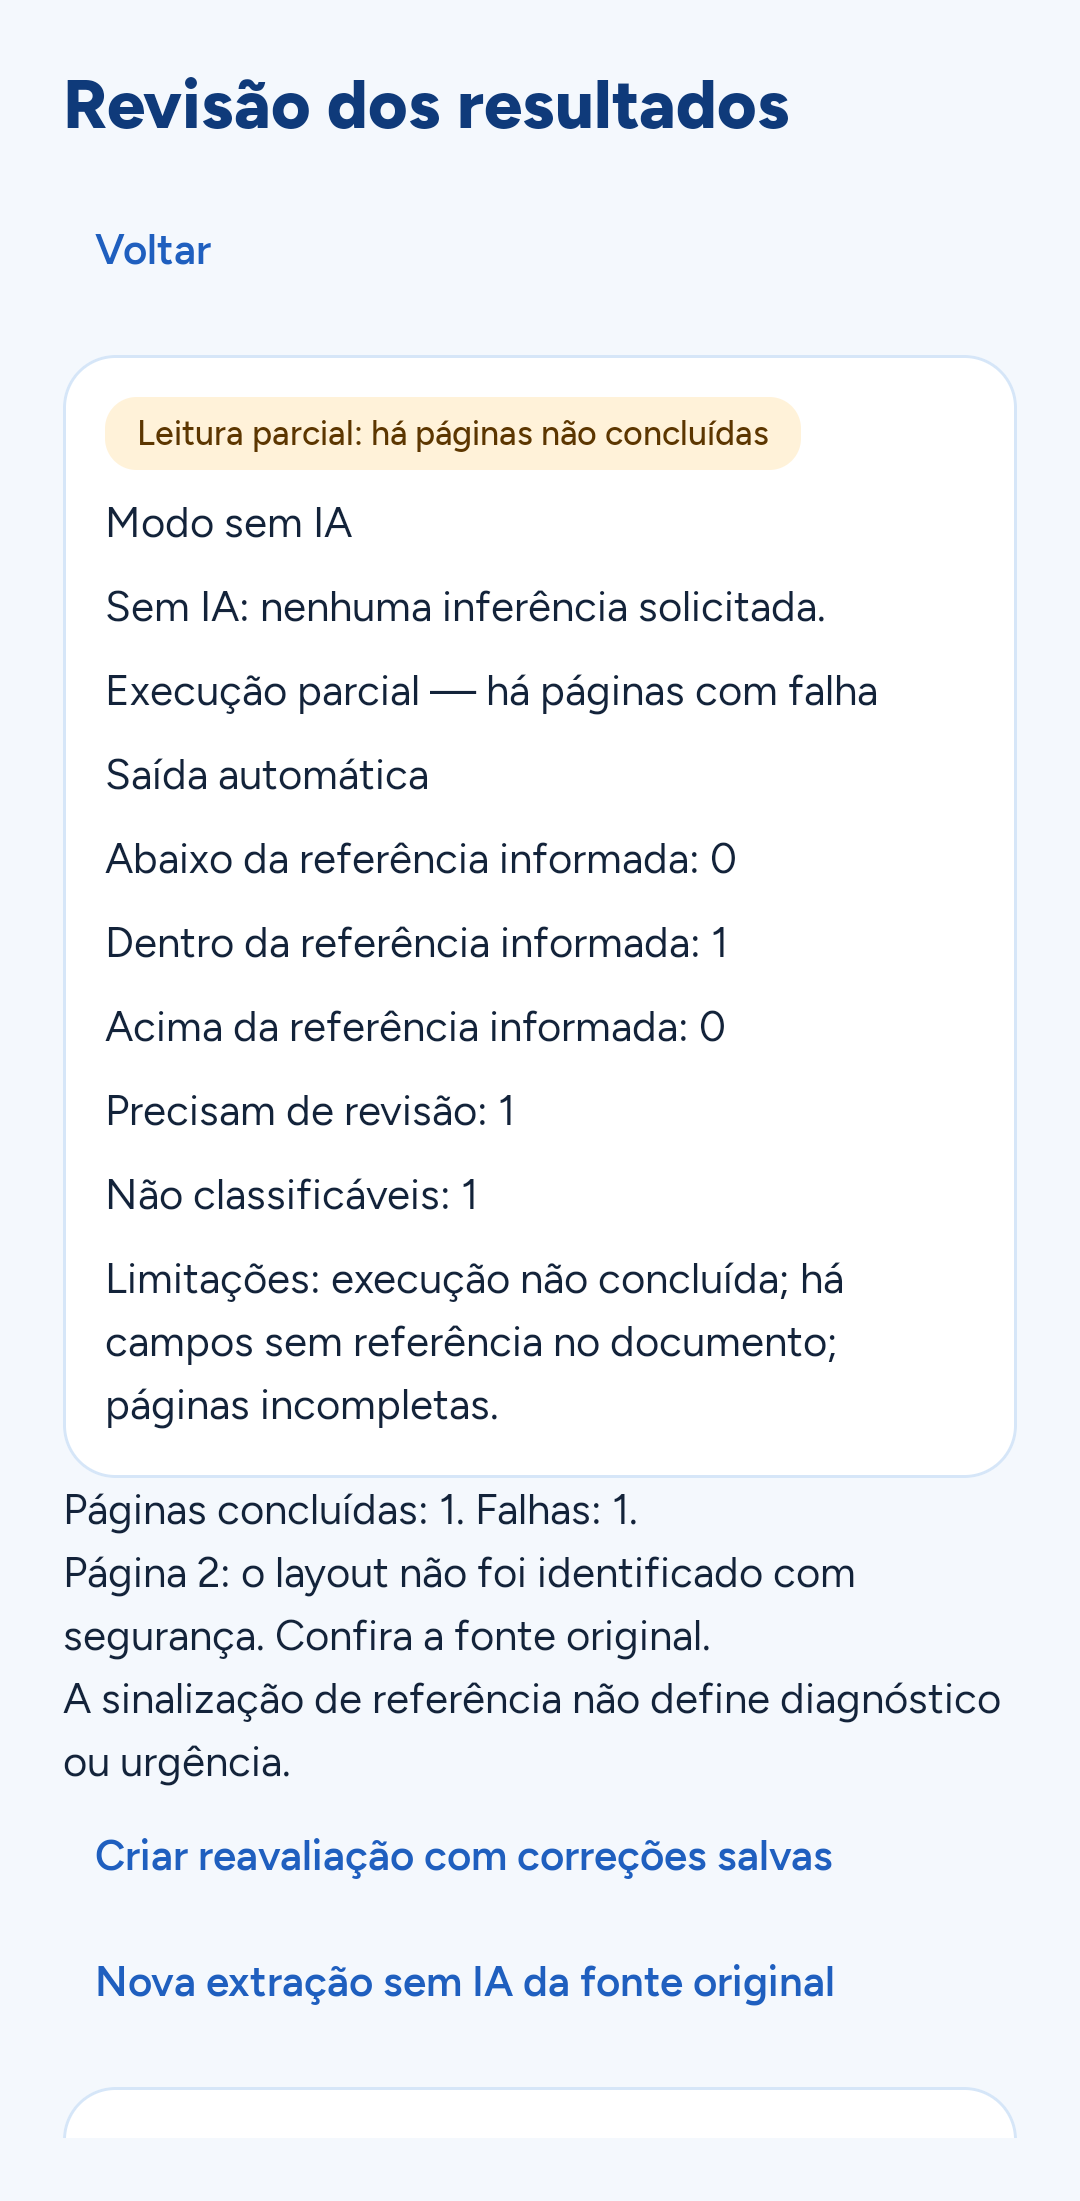 Revisão dos resultados
Voltar
Leitura parcial: há páginas não concluídas
Modo sem IA
Sem IA: nenhuma inferência solicitada.
Execução parcial — há páginas com falha
Saída automática
Abaixo da referência informada: 0
Dentro da referência informada: 1
Acima da referência informada: 0
Precisam de revisão: 1
Não classificáveis: 1
Limitações: execução não concluída; há
campos sem referência no documento;
páginas incompletas.
Páginas concluídas: 1. Falhas: 1.
Página 2: o layout não foi identificado com
segurança. Confira a fonte original.
A sinalização de referência não define diagnóstico
ou urgência.
Criar reavaliação com correções salvas
Nova extração sem IA da fonte original